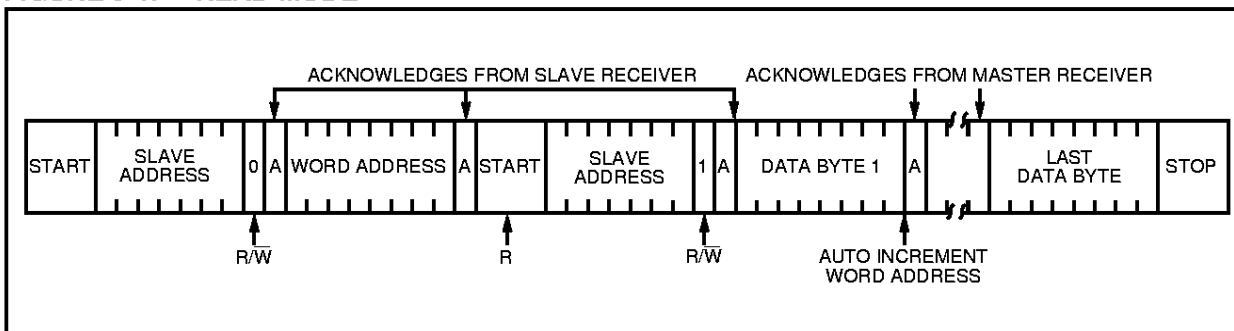 ACKNOWLEDGES FROM SLAVE RECEIVER
ACKNOWLEDGES FROM MASTER RECEIVER
START
SLAVE
ADDRESS
0
A
WORD ADDRESS
A
START
SLAVE
ADDRESS
1
A
DATA BYTE 1
A
LAST
DATA BYTE
STOP
R/W̅
R
R/W̅
AUTO INCREMENT
WORD ADDRESS